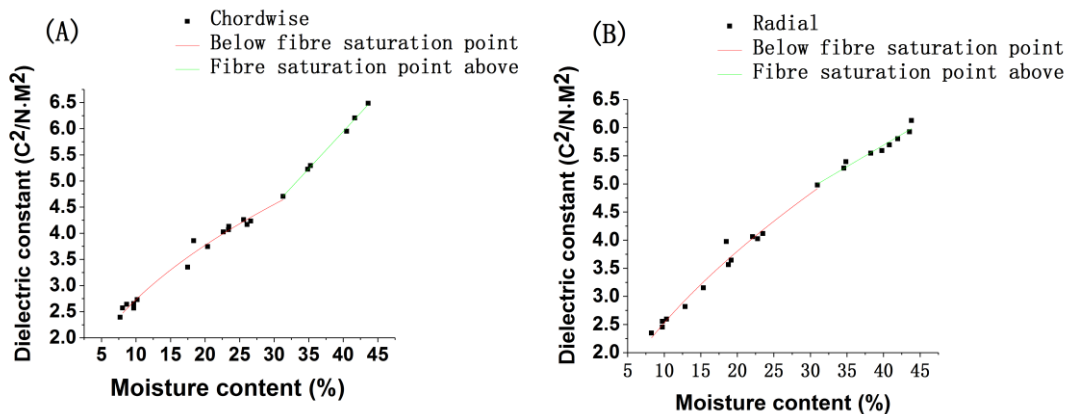 (A)
Chordwise
Below fibre saturation point
Fibre saturation point above
Dielectric constant (C²/N·M²)
6.5
6.0
5.5
5.0
4.5
4.0
3.5
3.0
2.5
2.0
5 10 15 20 25 30 35 40 45
Moisture content (%)
(B)
Radial
Below fibre saturation point
Fibre saturation point above
Dielectric constant (C²/N·M²)
6.5
6.0
5.5
5.0
4.5
4.0
3.5
3.0
2.5
2.0
5 10 15 20 25 30 35 40 45
Moisture content (%)